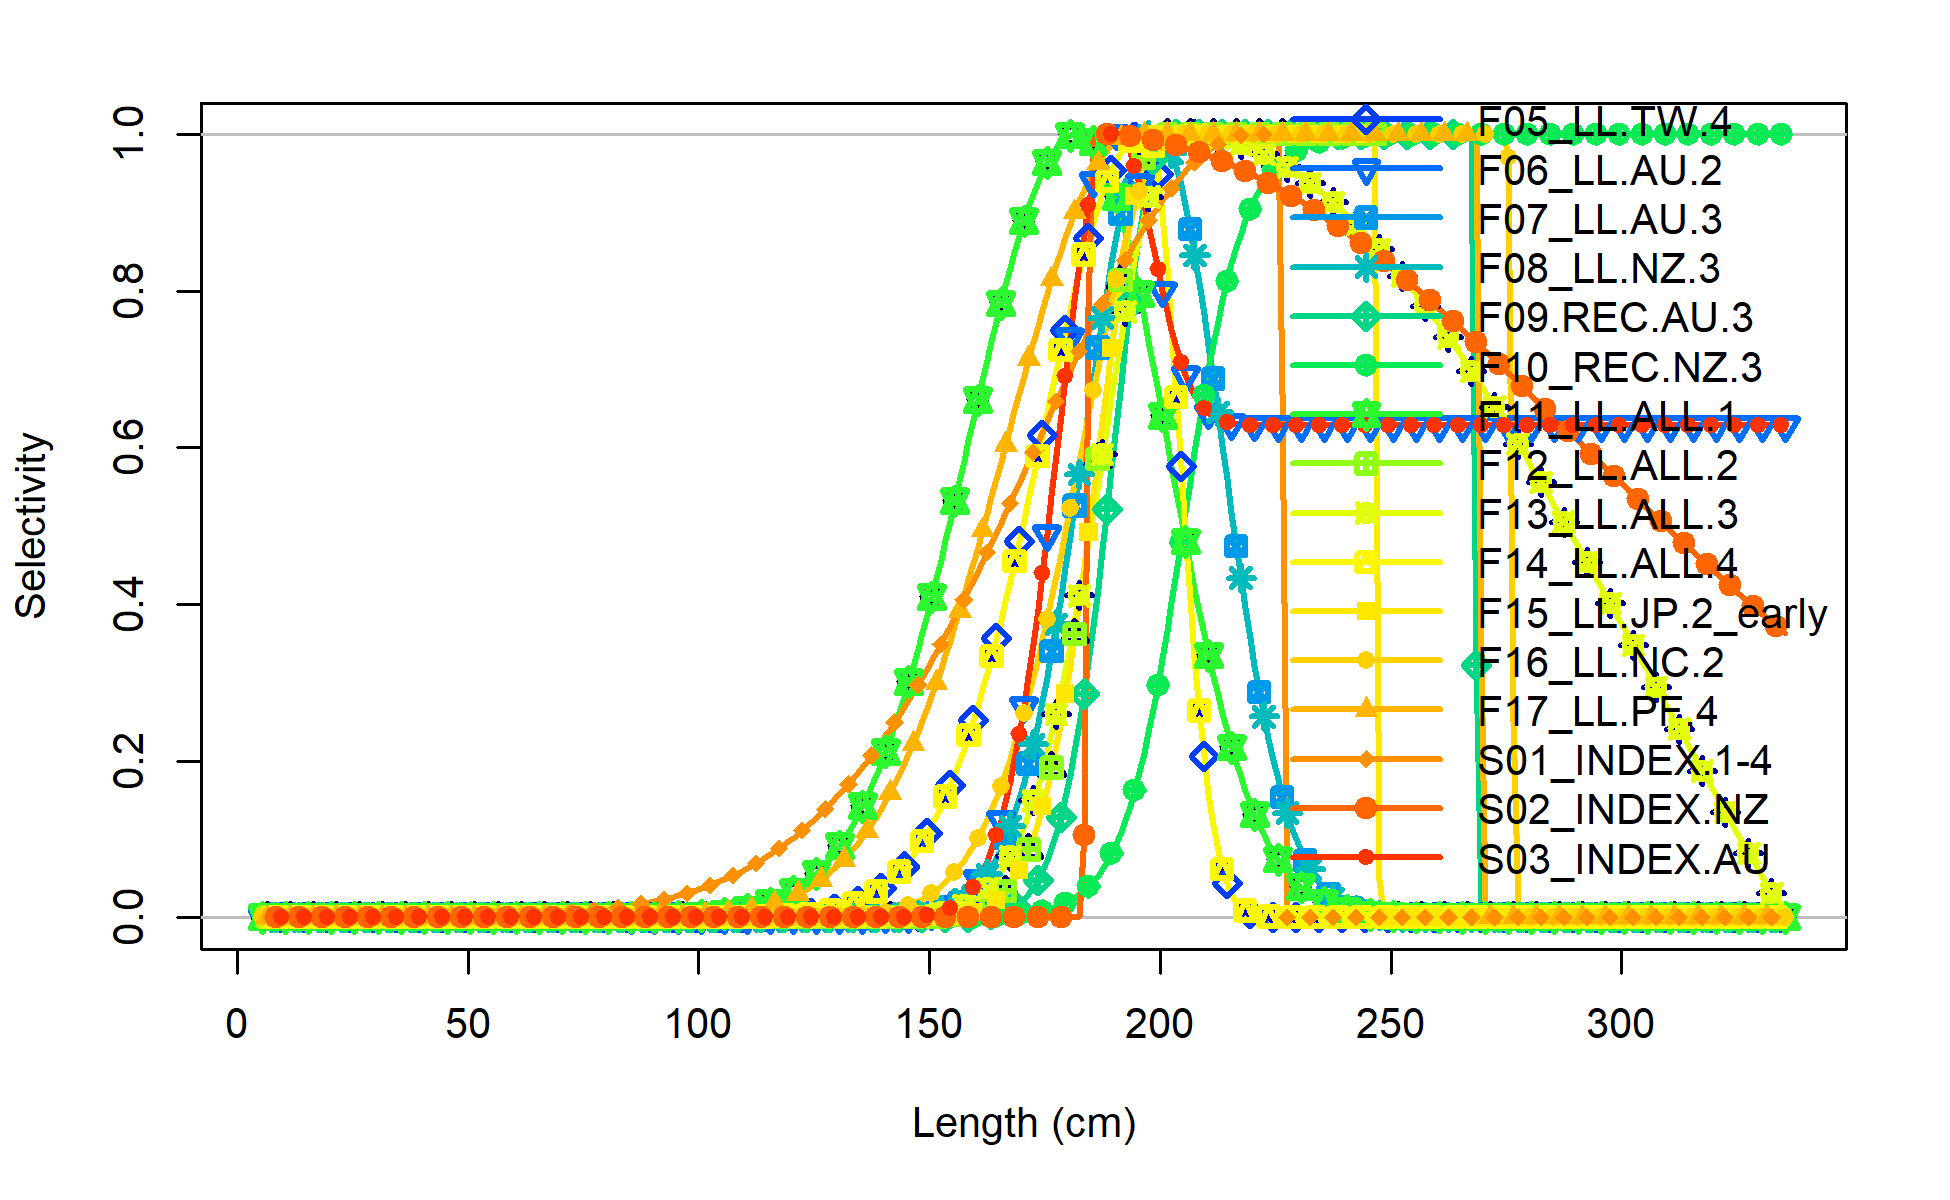 F05_LL.TW.4
F06_LL.AU.2
F07_LL.AU.3
F08_LL.NZ.3
F09.REC.AU.3
F10_REC.NZ.3
F11_LL.ALL.1
F12_LL.ALL.2
F13_LL.ALL.3
F14_LL.ALL.4
F15_LL.JP.2_early
F16_LL.NC.2
F17_LL.PF.4
S01_INDEX.1-4
S02_INDEX.NZ
S03_INDEX.AU
1.0
0.8
0.6
0.4
0.2
0.0
Selectivity
0 50 100 150 200 250 300
Length (cm)